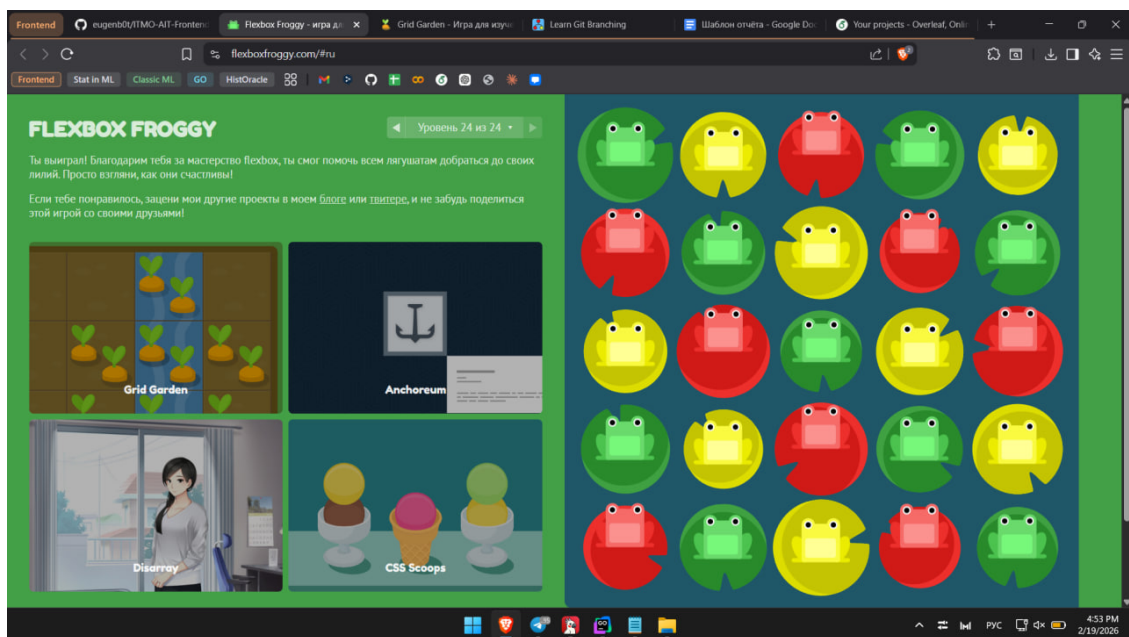 Frontend
eugenb0t/ITMO-AIT-Frontend
Flexbox Froggy - игра дл
Grid Garden - Игра для изуч
Learn Git Branching
Шаблон отчёта - Google Doc
Your projects - Overleaf, Onlin
flexboxfroggy.com/#ru
Frontend
Stat in ML
Classic ML
GO
HistOracle
FLEXBOX FROGGY
Уровень 24 из 24
Ты выиграл! Благодарим тебя за мастерство flexbox, ты смог помочь всем лягушатам добраться до своих
лилий. Просто взгляни, как они счастливы!
Если тебе понравилось, зацени мои другие проекты в моем блоге или твитере, и не забудь поделиться
этой игрой со своими друзьями!
Grid Garden
Anchoreum
Disarray
CSS Scoops
РУС
4:53 PM
2/19/2026